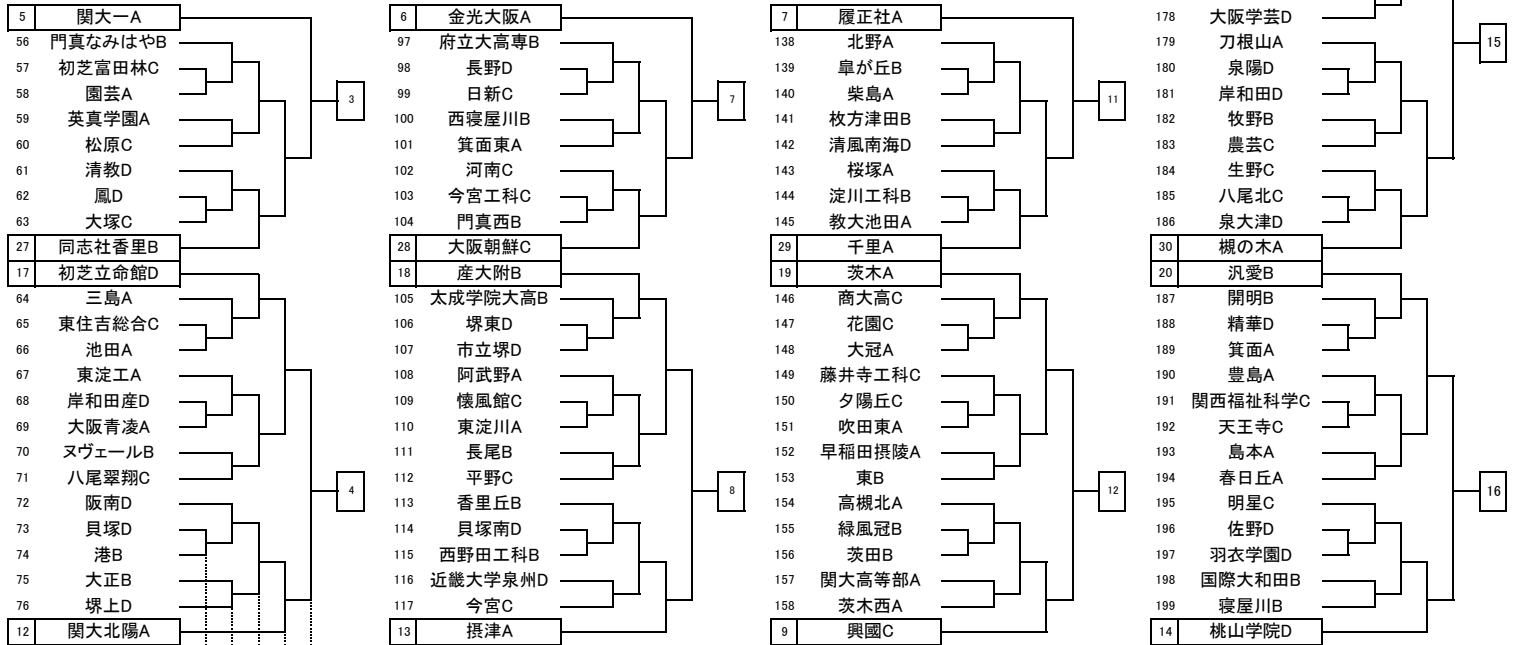 5 関大一A
56 門真なみはやB
57 初芝富田林C
58 園芸A
3
59 英真学園A
60 松原C
61 清教D
62 鳳D
63 大塚C
27 同志社香里B
17 初芝立命館D
64 三島A
65 東住吉総合C
66 池田A
67 東淀工A
68 岸和田産D
69 大阪青凌A
70 ヌヴェールB
71 八尾翠翔C
4
72 阪南D
73 貝塚D
74 港B
75 大正B
76 堺上D
12 関大北陽A
6 金光大阪A
97 府立大高専B
98 長野D
99 日新C
7
100 西寝屋川B
101 箕面東A
102 河南C
103 今宮工科C
104 門真西B
28 大阪朝鮮C
18 産大附B
105 太成学院大高B
106 堺東D
107 市立堺D
108 阿武野A
109 懐風館C
110 東淀川A
111 長尾B
112 平野C
8
113 香里丘B
114 貝塚南D
115 西野田工科B
116 近畿大学泉州D
117 今宮C
13 摂津A
7 履正社A
138 北野A
139 皐が丘B
140 柴島A
11
141 枚方津田B
142 清風南海D
143 桜塚A
144 淀川工科B
145 教大池田A
29 千里A
19 茨木A
146 商大高C
147 花園C
148 大冠A
149 藤井寺工科C
150 夕陽丘C
151 吹田東A
152 早稲田摂陵A
153 東B
12
154 高槻北A
155 緑風冠B
156 茨田B
157 関大高等部A
158 茨木西A
9 興國C
178 大阪学芸D
179 刀根山A
15
180 泉陽D
181 岸和田D
182 牧野B
183 農芸C
184 生野C
185 八尾北C
186 泉大津D
30 槻の木A
20 汎愛B
187 開明B
188 精華D
189 箕面A
190 豊島A
191 関西福祉科学C
192 天王寺C
193 島本A
194 春日丘A
16
195 明星C
196 佐野D
197 羽衣学園D
198 国際大和田B
199 寝屋川B
14 桃山学院D